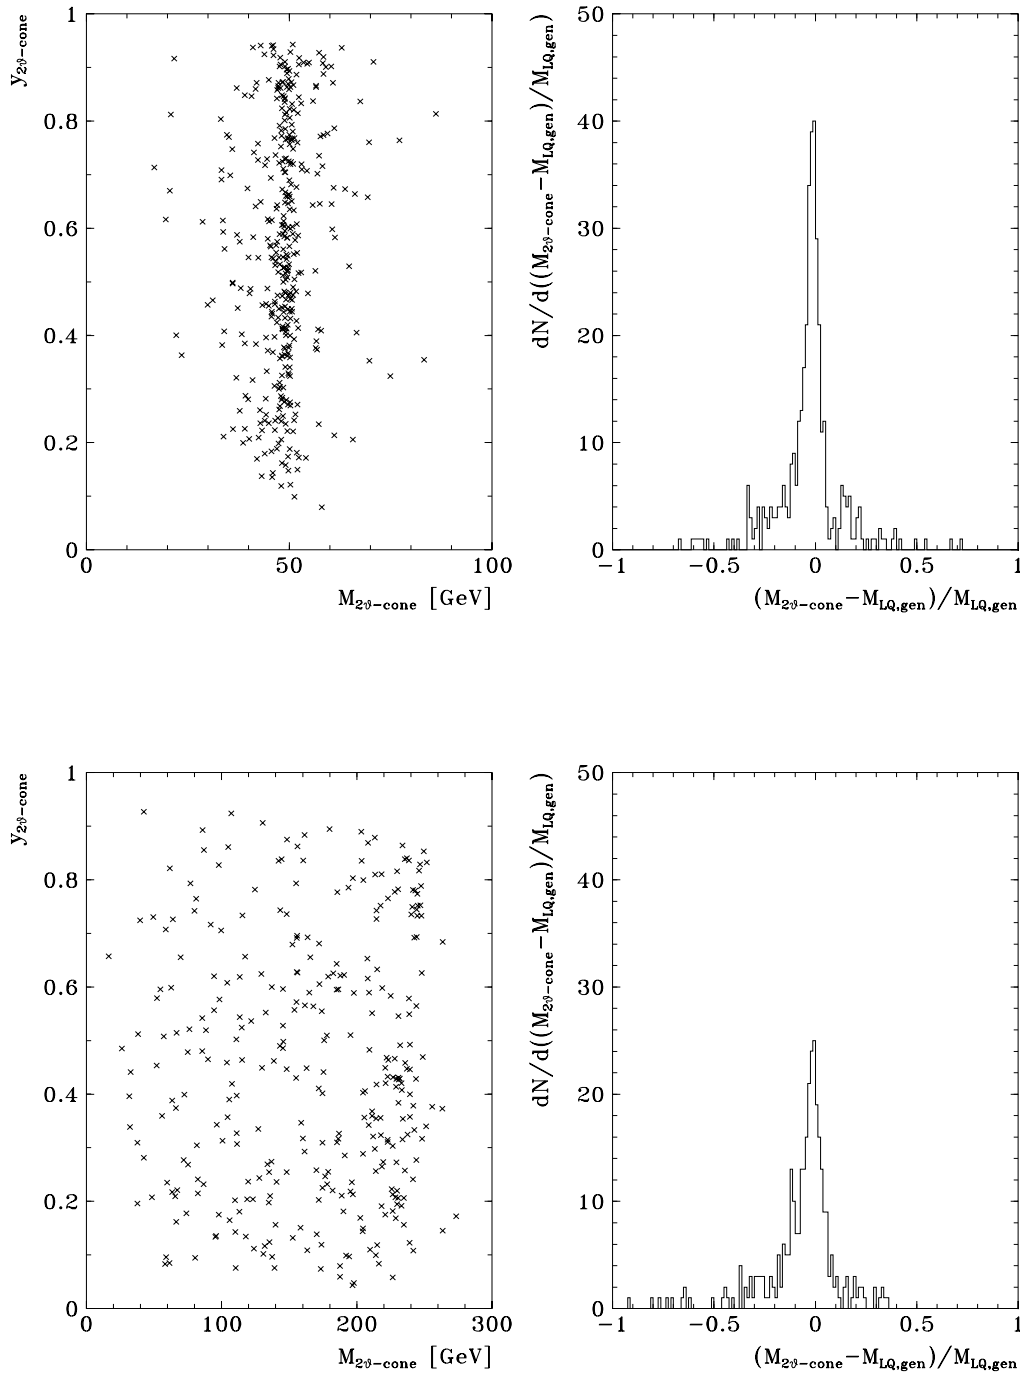 y2ϑ−cone
1
0.8
0.6
0.4
0.2
0
0 50 100
M2ϑ−cone [GeV]
dN/d((M2ϑ−cone−MLQ,gen)/MLQ,gen)
50
40
30
20
10
0
−1 −0.5 0 0.5 1
(M2ϑ−cone−MLQ,gen)/MLQ,gen
y2ϑ−cone
1
0.8
0.6
0.4
0.2
0
0 100 200 300
M2ϑ−cone [GeV]
dN/d((M2ϑ−cone−MLQ,gen)/MLQ,gen)
50
40
30
20
10
0
−1 −0.5 0 0.5 1
(M2ϑ−cone−MLQ,gen)/MLQ,gen